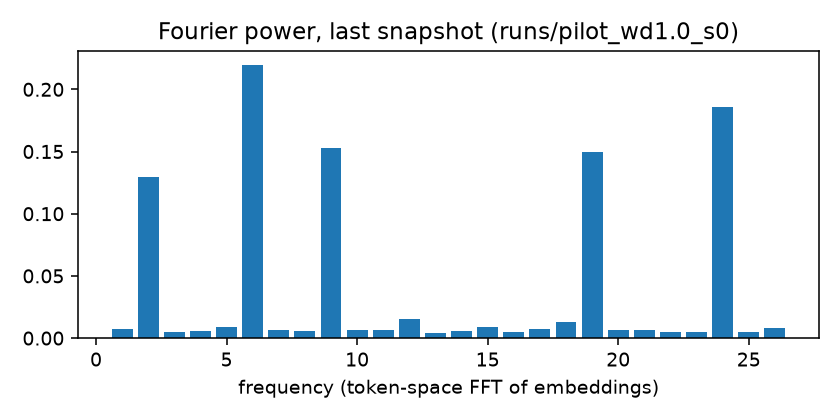 Fourier power, last snapshot (runs/pilot_wd1.0_s0)
0.20
0.15
0.10
0.05
0.00
0 5 10 15 20 25
frequency (token-space FFT of embeddings)